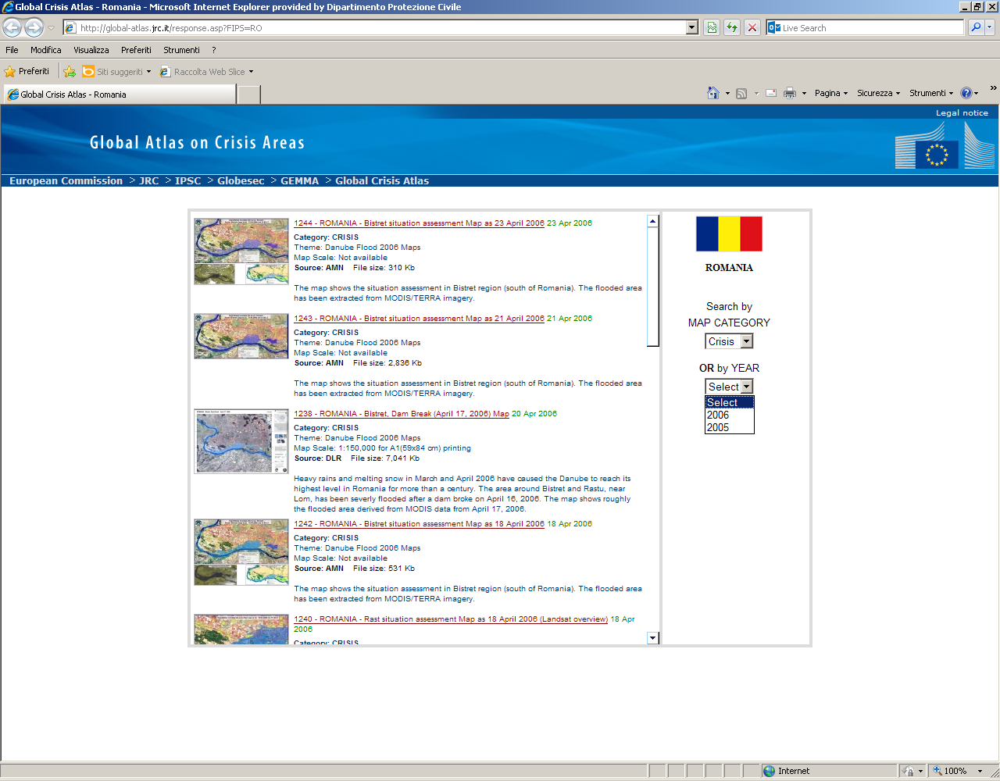 Global Crisis Atlas - Romania - Microsoft Internet Explorer provided by Dipartimento Protezione Civile
http://global-atlas.jrc.it/response.asp?FIPS=RO
Live Search
File Modifica Visualizza Preferiti Strumenti ?
Preferiti Siti suggeriti Raccolta Web Slice
Global Crisis Atlas - Romania
Pagina Sicurezza Strumenti »
Legal notice
Global Atlas on Crisis Areas
European Commission > JRC > IPSC > Globesec > GEMMA > Global Crisis Atlas
1244 - ROMANIA - Bistret situation assessment Map as 23 April 2006 23 Apr 2006
Category: CRISIS
Theme: Danube Flood 2006 Maps
Map Scale: Not available
Source: AMN File size: 310 Kb
The map shows the situation assessment in Bistret region (south of Romania). The flooded area
has been extracted from MODIS/TERRA imagery.
1243 - ROMANIA - Bistret situation assessment Map as 21 April 2006 21 Apr 2006
Category: CRISIS
Theme: Danube Flood 2006 Maps
Map Scale: Not available
Source: AMN File size: 2,836 Kb
The map shows the situation assessment in Bistret region (south of Romania). The flooded area
has been extracted from MODIS/TERRA imagery.
1238 - ROMANIA - Bistret, Dam Break (April 17, 2006) Map 20 Apr 2006
Category: CRISIS
Theme: Danube Flood 2006 Maps
Map Scale: 1:150,000 for A1(59x84 cm) printing
Source: DLR File size: 7,041 Kb
Heavy rains and melting snow in March and April 2006 have caused the Danube to reach its
highest level in Romania for more than a century. The area around Bistret and Rastu, near
Lom, has been severly flooded after a dam broke on April 16, 2006. The map shows roughly
the flooded area derived from MODIS data from April 17, 2006.
1242 - ROMANIA - Bistret situation assessment Map as 18 April 2006 18 Apr 2006
Category: CRISIS
Theme: Danube Flood 2006 Maps
Map Scale: Not available
Source: AMN File size: 531 Kb
The map shows the situation assessment in Bistret region (south of Romania). The flooded area
has been extracted from MODIS/TERRA imagery.
1240 - ROMANIA - Rast situation assessment Map as 18 April 2006 (Landsat overview) 18 Apr
2006
Category: CRISIS
ROMANIA
Search by
MAP CATEGORY
Crisis
OR by YEAR
Select
Select
2006
2005
Internet
100%